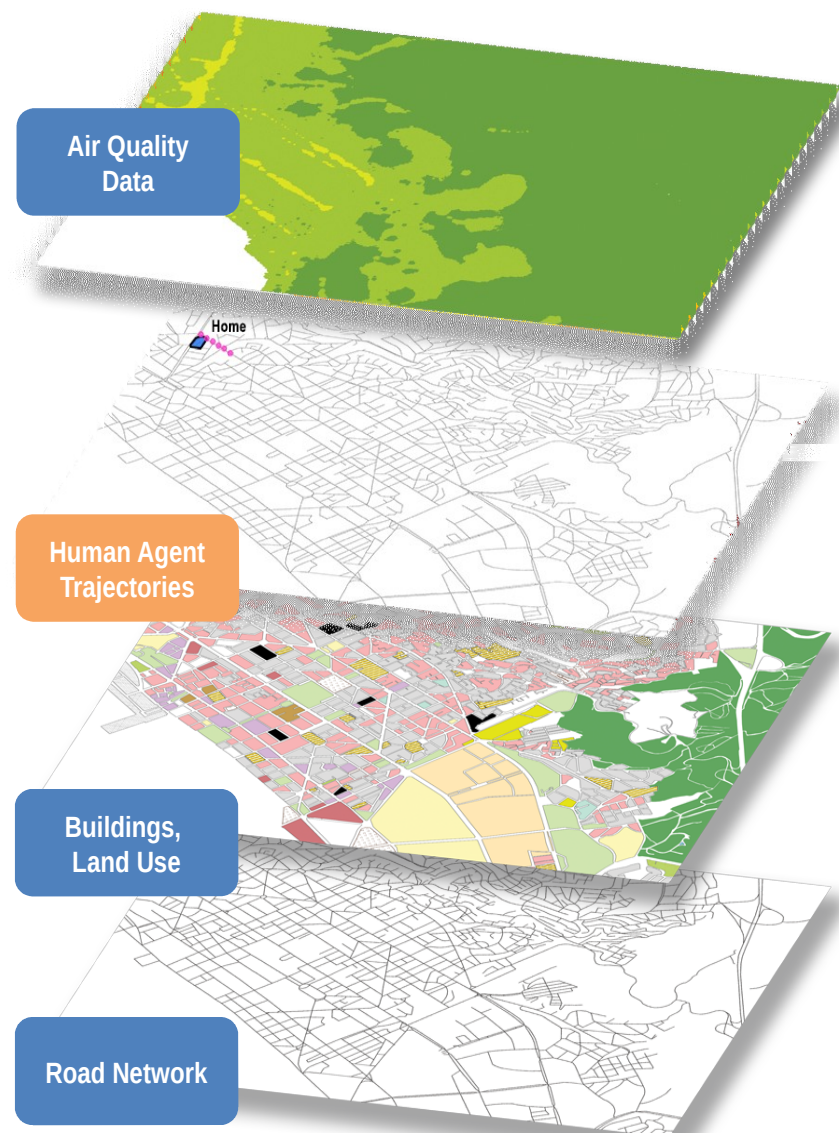 Air Quality
Data
Home
Human Agent
Trajectories
Buildings,
Land Use
Road Network